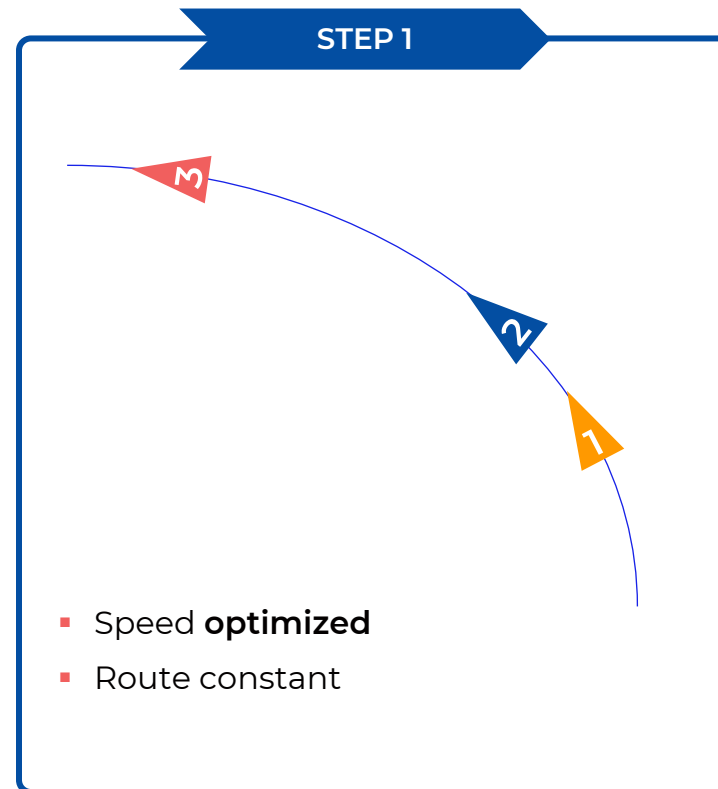 STEP 1
3
2
1
▪ Speed optimized
▪ Route constant